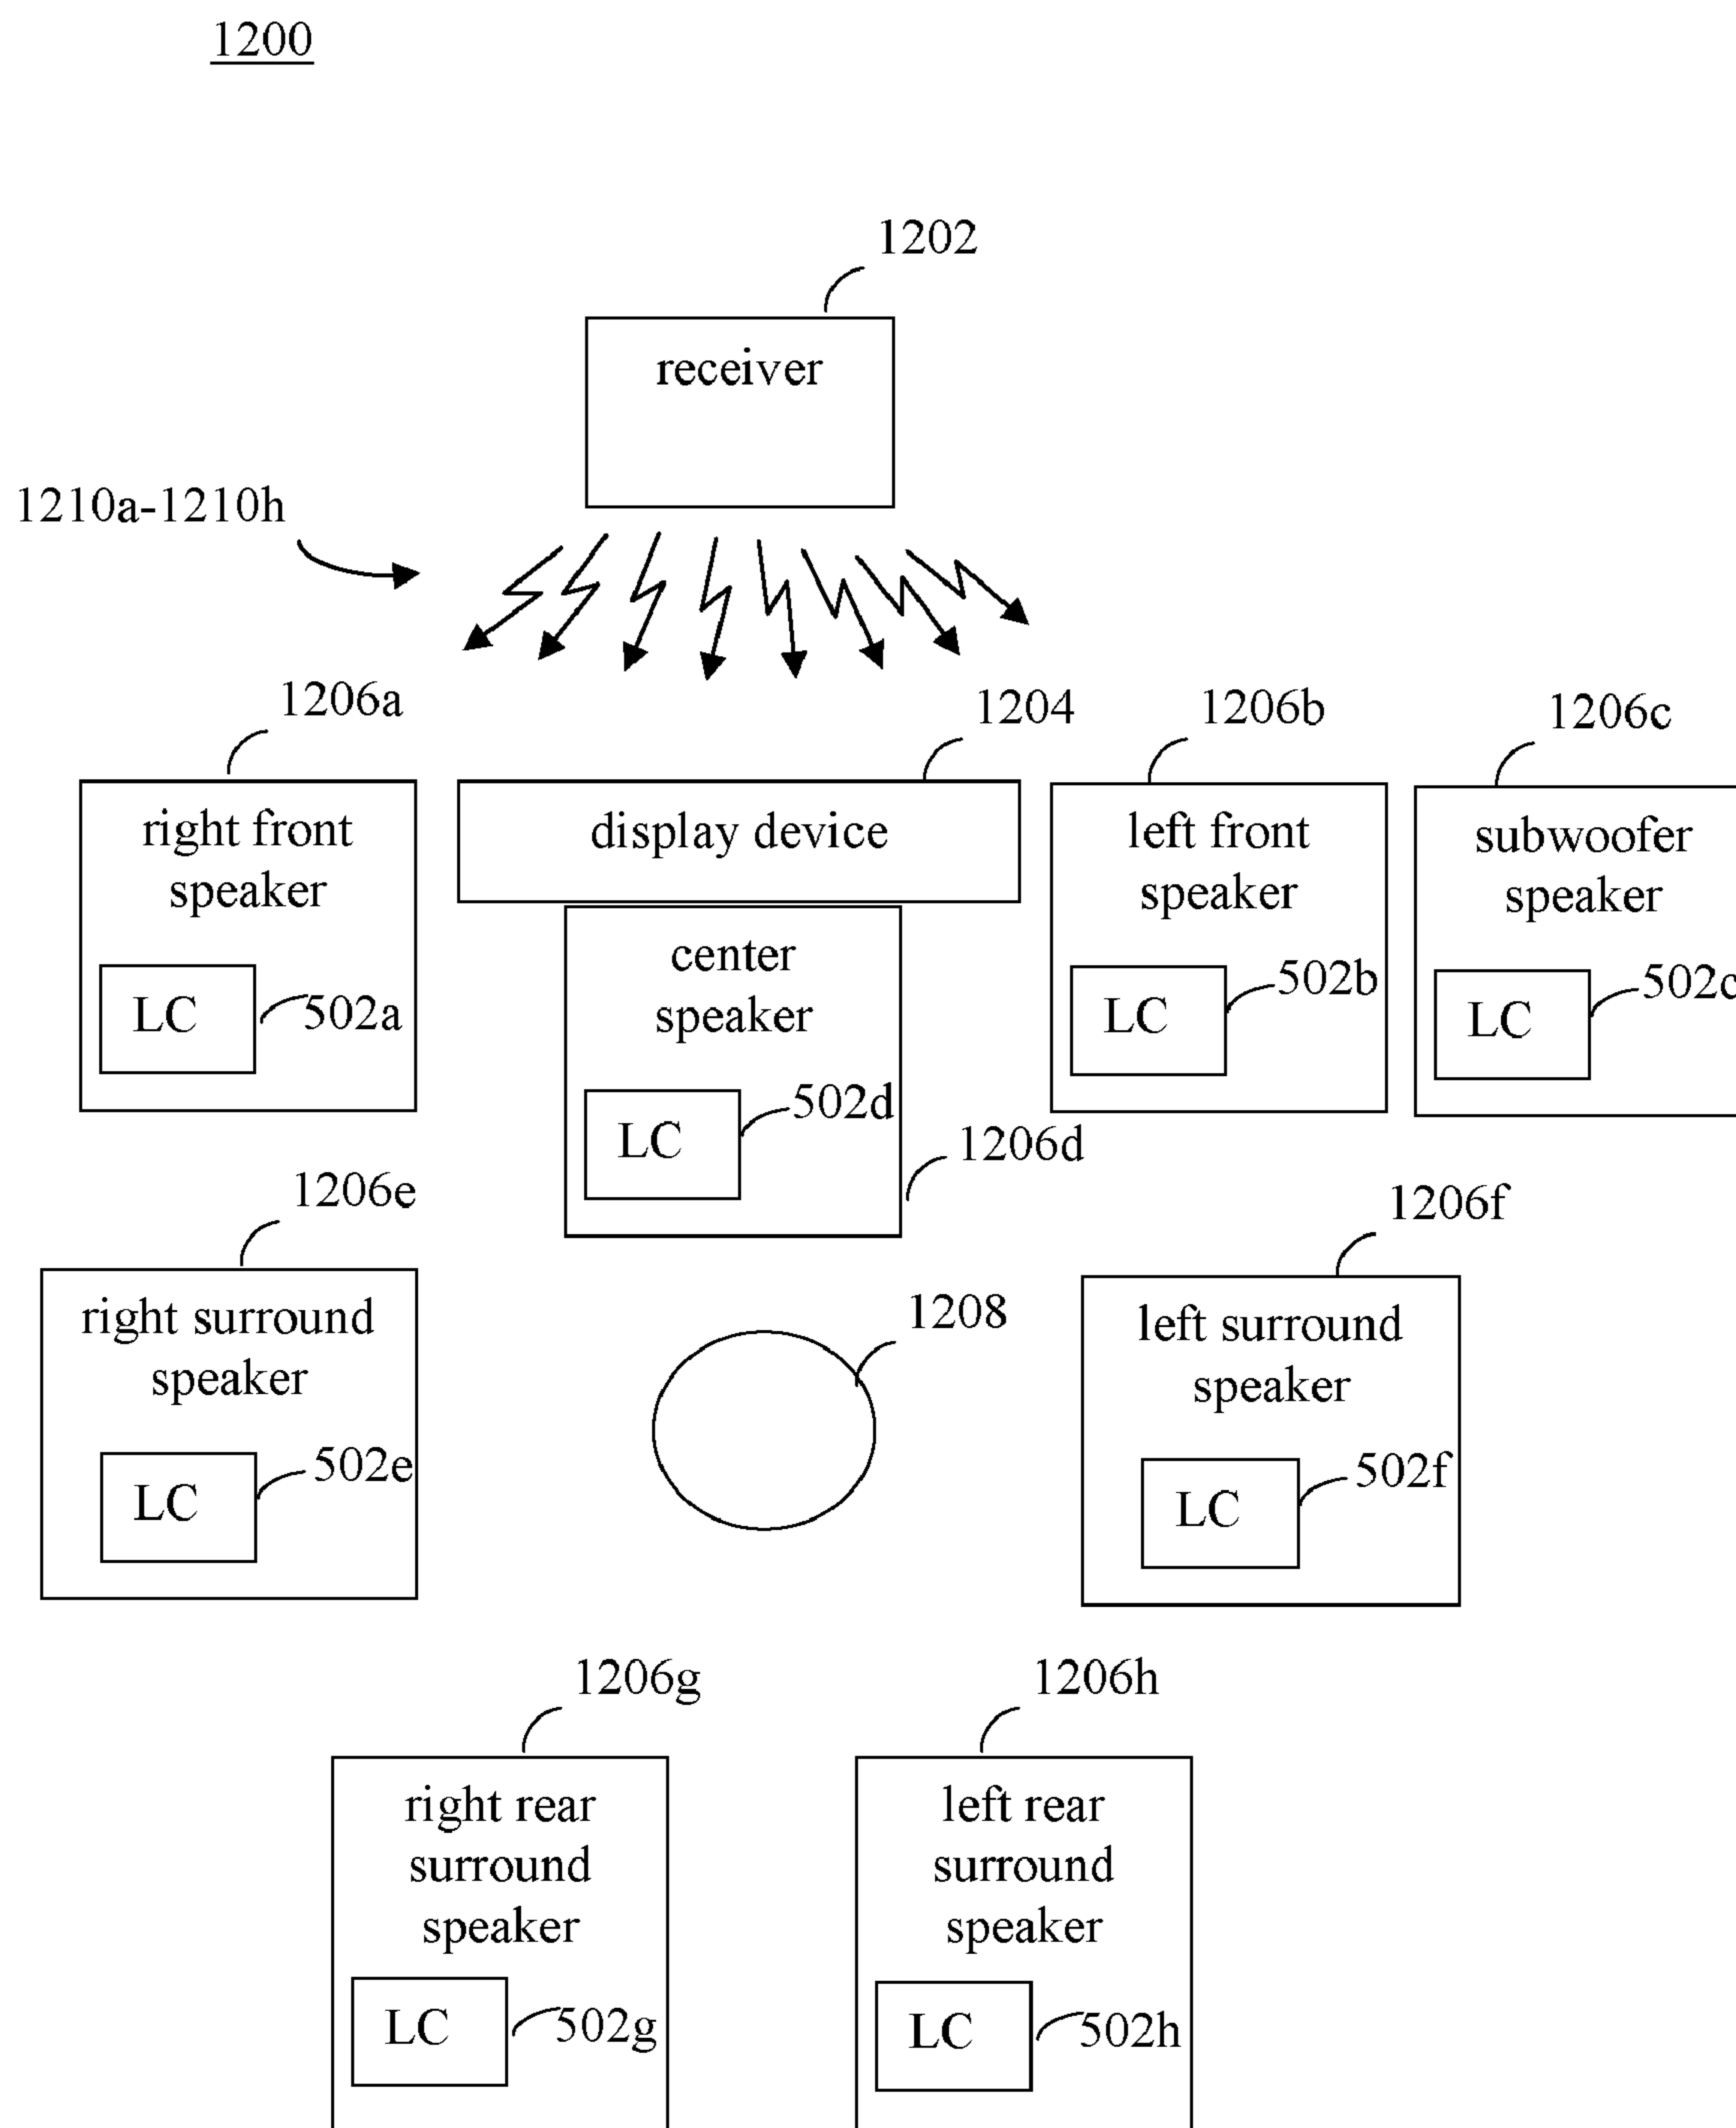 1200
1202
receiver
1210a-1210h
1206a
1204
1206b
1206c
right front
speaker
LC
502a
display device
left front
speaker
LC
502b
subwoofer
speaker
LC
502c
center
speaker
LC
502d
1206d
1206e
right surround
speaker
LC
502e
1208
1206f
left surround
speaker
LC
502f
1206g
right rear
surround
speaker
LC
502g
1206h
left rear
surround
speaker
LC
502h